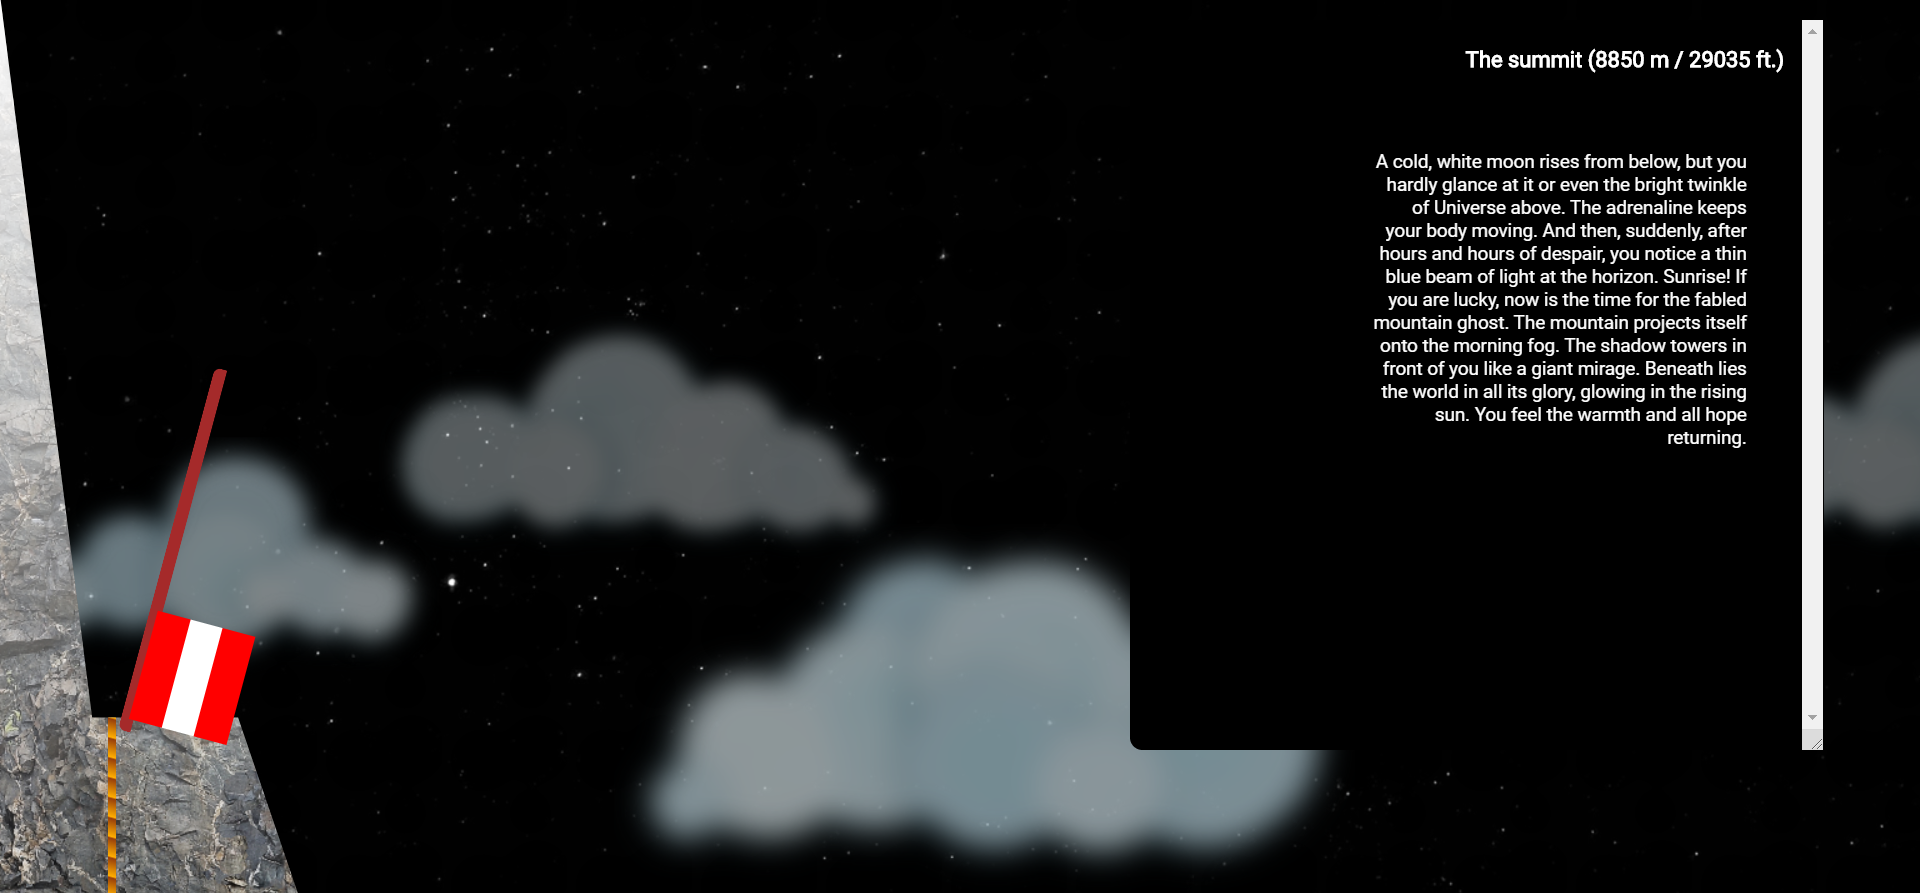 The summit (8850 m / 29035 ft.)
A cold, white moon rises from below, but you
hardly glance at it or even the bright twinkle
of Universe above. The adrenaline keeps
your body moving. And then, suddenly, after
hours and hours of despair, you notice a thin
blue beam of light at the horizon. Sunrise! If
you are lucky, now is the time for the fabled
mountain ghost. The mountain projects itself
onto the morning fog. The shadow towers in
front of you like a giant mirage. Beneath lies
the world in all its glory, glowing in the rising
sun. You feel the warmth and all hope
returning.